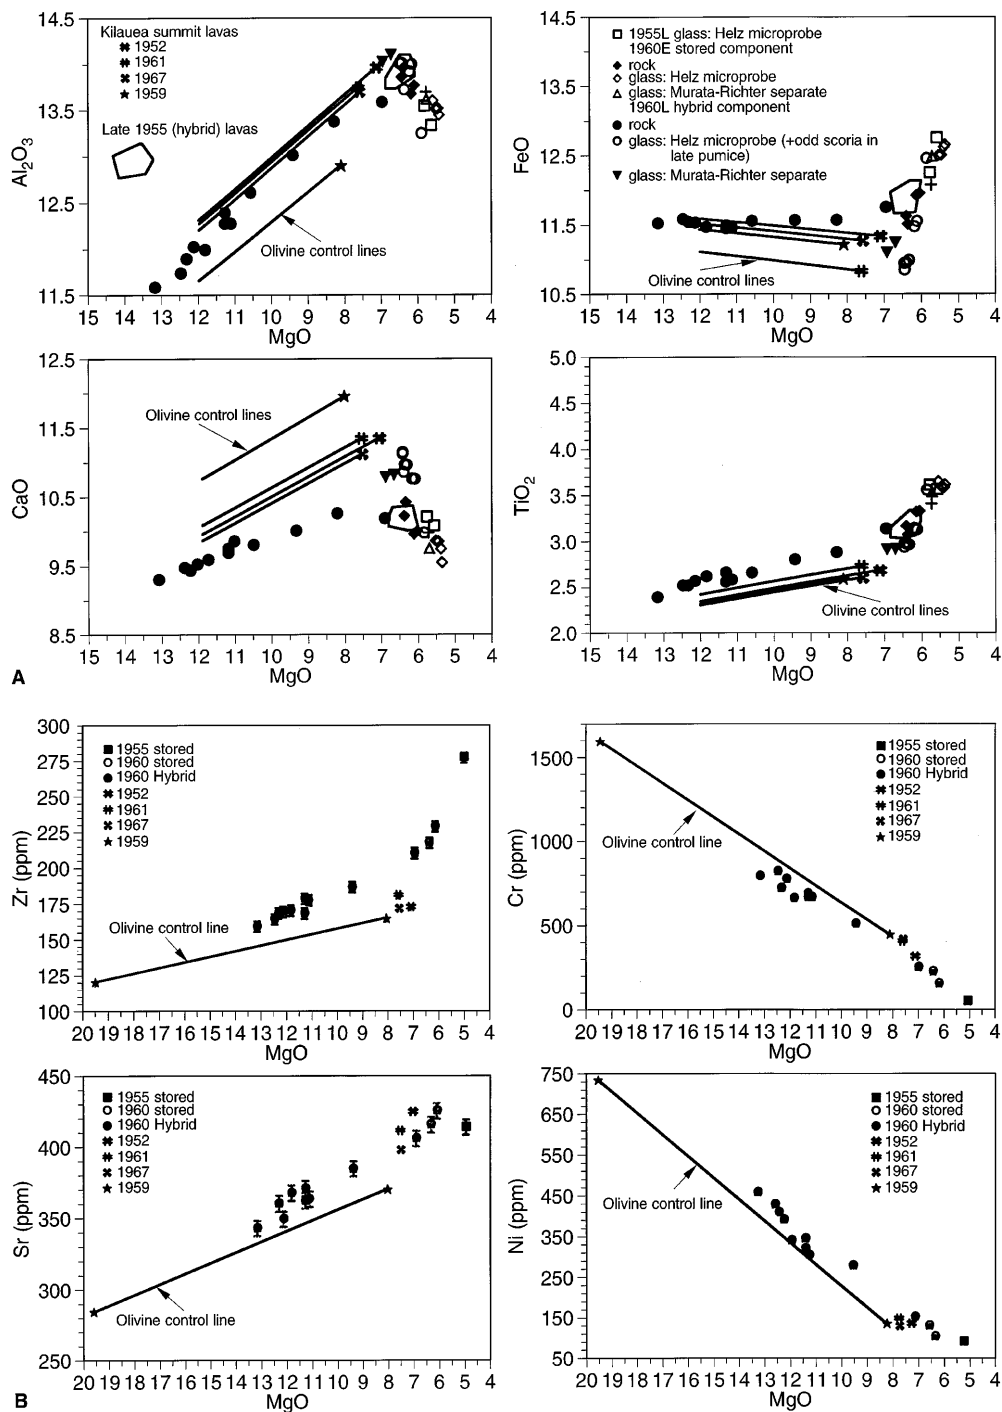 14.5
13.5
12.5
11.5
Al2O3
Kilauea summit lavas
1952
1961
1967
1959
Late 1955 (hybrid) lavas
Olivine control lines
15 14 13 12 11 10 9 8 7 6 5 4
MgO
13.5
12.5
11.5
10.5
FeO
1955L glass: Helz microprobe
1960E stored component
rock
glass: Helz microprobe
glass: Murata-Richter separate
1960L hybrid component
rock
glass: Helz microprobe (+odd scoria in
late pumice)
glass: Murata-Richter separate
Olivine control lines
15 14 13 12 11 10 9 8 7 6 5 4
MgO
12.5
11.5
10.5
9.5
8.5
CaO
Olivine control lines
15 14 13 12 11 10 9 8 7 6 5 4
MgO
5.0
4.5
4.0
3.5
3.0
2.5
2.0
TiO2
Olivine control lines
15 14 13 12 11 10 9 8 7 6 5 4
MgO
A
300
275
250
225
200
175
150
125
100
Zr (ppm)
1955 stored
1960 stored
1960 Hybrid
1952
1961
1967
1959
Olivine control line
20 19 18 17 16 15 14 13 12 11 10 9 8 7 6 5 4
MgO
1500
1000
500
0
Cr (ppm)
1955 stored
1960 stored
1960 Hybrid
1952
1961
1967
1959
Olivine control line
20 19 18 17 16 15 14 13 12 11 10 9 8 7 6 5 4
MgO
450
400
350
300
250
Sr (ppm)
1955 stored
1960 stored
1960 Hybrid
1952
1961
1967
1959
Olivine control line
20 19 18 17 16 15 14 13 12 11 10 9 8 7 6 5 4
MgO
750
650
550
450
350
250
150
50
Ni (ppm)
1955 stored
1960 stored
1960 Hybrid
1952
1961
1967
1959
Olivine control line
20 19 18 17 16 15 14 13 12 11 10 9 8 7 6 5 4
MgO
B